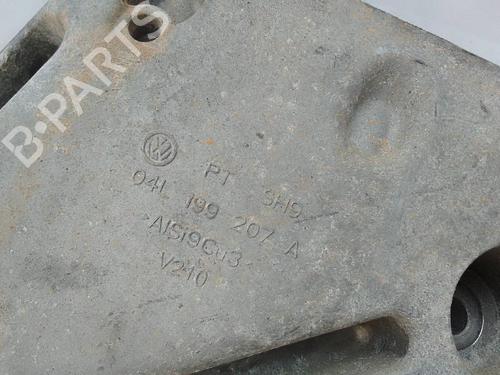 B-PARTS
PT SH9
04L 199 207 A
>AlSi9Cu3<
V210